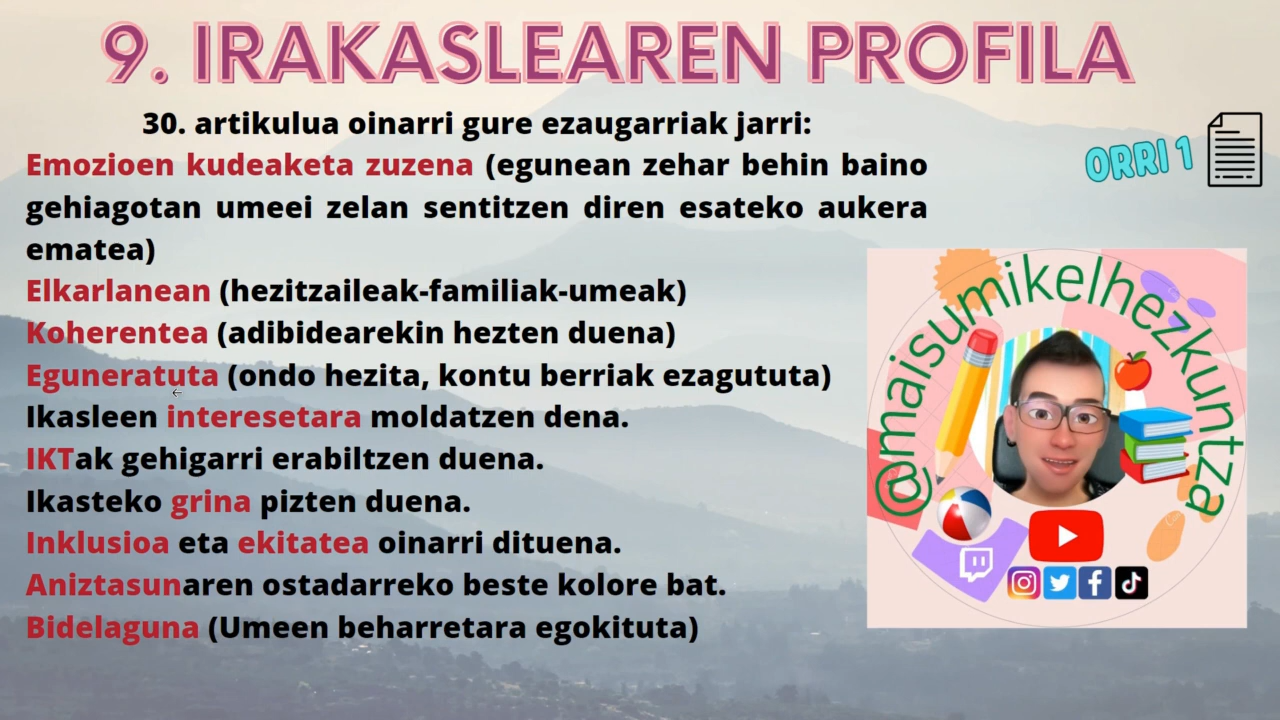 9. IRAKASLEAREN PROFILA
30. artikulua oinarri gure ezaugarriak jarri:
Emozioen kudeaketa zuzena (egunean zehar behin baino
gehiagotan umeei zelan sentitzen diren esateko aukera
ematea)
Elkarlanean (hezitzaileak-familiak-umeak)
Koherentea (adibidearekin hezten duena)
Eguneratuta (ondo hezita, kontu berriak ezagututa)
Ikasleen interesetara moldatzen dena.
IKTak gehigarri erabiltzen duena.
Ikasteko grina pizten duena.
Inklusioa eta ekitatea oinarri dituena.
Aniztasunaren ostadarreko beste kolore bat.
Bidelaguna (Umeen beharretara egokituta)
ORRI 1
@maisumikelhezkuntza